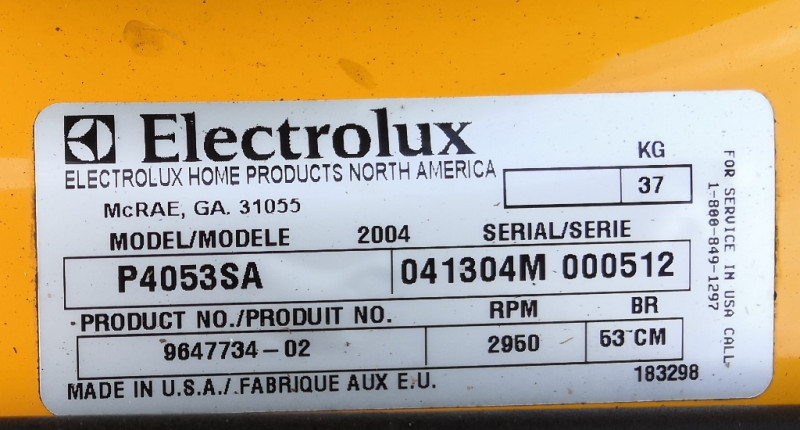 Electrolux
ELECTROLUX HOME PRODUCTS NORTH AMERICA
McRAE, GA. 31055
KG
37
MODEL/MODELE 2004 SERIAL/SERIE
P4053SA 041304M 000512
PRODUCT NO./PRODUIT NO. RPM BR
9647734-02 2950 53 CM
MADE IN U.S.A./.FABRIQUE AUX E.U. 183298
FOR SERVICE IN USA CALL
1-800-849-1297